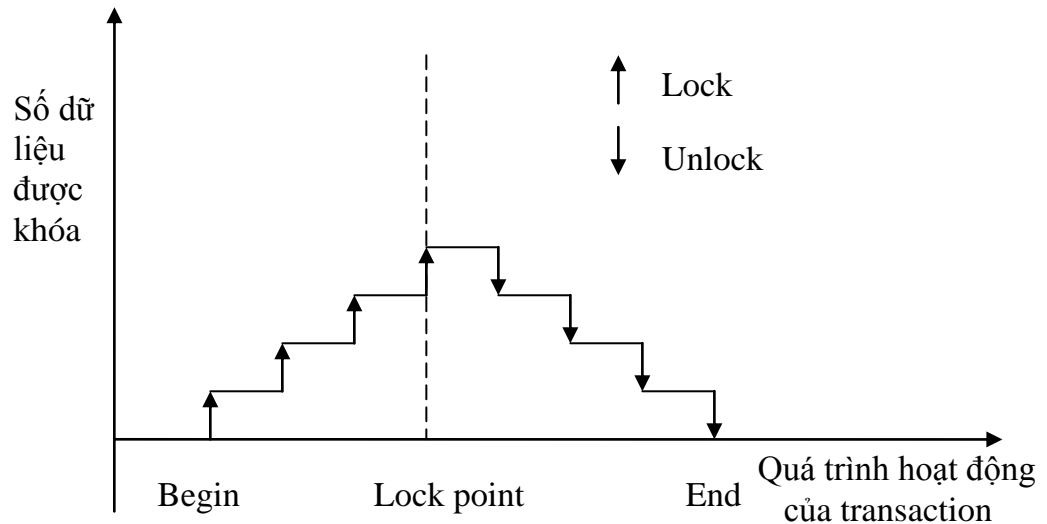 Số dữ
liệu
được
khóa
Lock
Unlock
Begin
Lock point
End
Quá trình hoạt động
của transaction